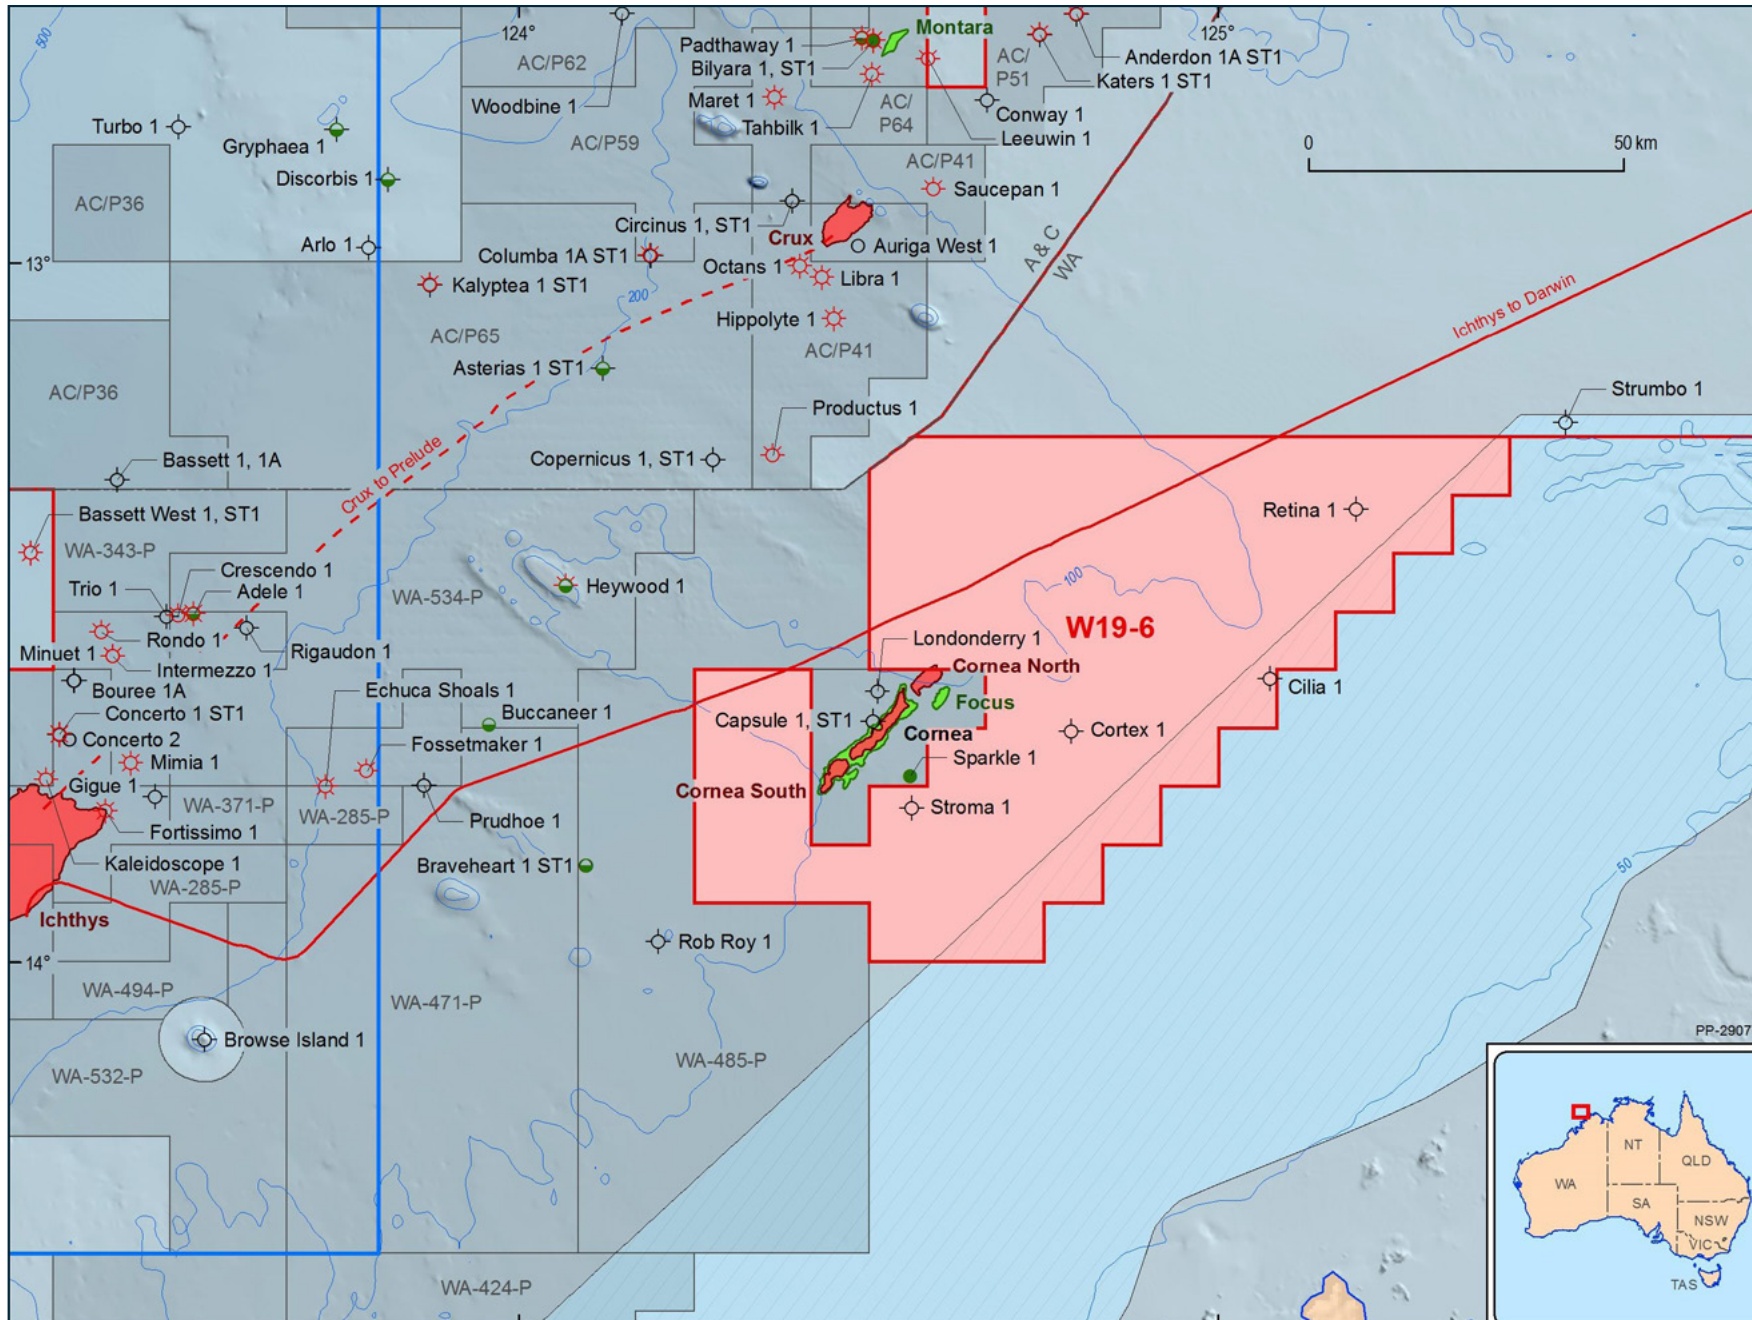 500
124°
125°
Montara
Padthaway 1
Bilyara 1, ST1
AC/P62
AC/
P51
Anderdon 1A ST1
Katers 1 ST1
Woodbine 1
Maret 1
AC/
P64
Conway 1
Turbo 1
Tahbilk 1
Leeuwin 1
Gryphaea 1
AC/P59
0
50 km
AC/P41
Discorbis 1
Saucepan 1
AC/P36
Circinus 1, ST1
Crux
Auriga West 1
A & C
WA
Arlo 1
Columba 1A ST1
13°
Octans 1
Libra 1
Kalyptea 1 ST1
200
Ichthys to Darwin
Hippolyte 1
AC/P65
AC/P41
Asterias 1 ST1
AC/P36
Strumbo 1
Productus 1
Crux to Prelude
Bassett 1, 1A
Copernicus 1, ST1
Bassett West 1, ST1
Retina 1
WA-343-P
Crescendo 1
Trio 1
Adele 1
Heywood 1
100
WA-534-P
W19-6
Rondo 1
Londonderry 1
Minuet 1
Rigaudon 1
Intermezzo 1
Cornea North
Bouree 1A
Echuca Shoals 1
Cilia 1
Focus
Concerto 1 ST1
Buccaneer 1
Capsule 1, ST1
Cornea
Cortex 1
Concerto 2
Fossetmaker 1
Sparkle 1
Mimia 1
Gigue 1
Cornea South
WA-371-P
WA-285-P
Stroma 1
Prudhoe 1
Fortissimo 1
Kaleidoscope 1
Braveheart 1 ST1
50
WA-285-P
Ichthys
Rob Roy 1
14°
WA-494-P
WA-471-P
PP-2907
Browse Island 1
WA-485-P
WA-532-P
NT
QLD
WA
SA
NSW
VIC
TAS
WA-424-P